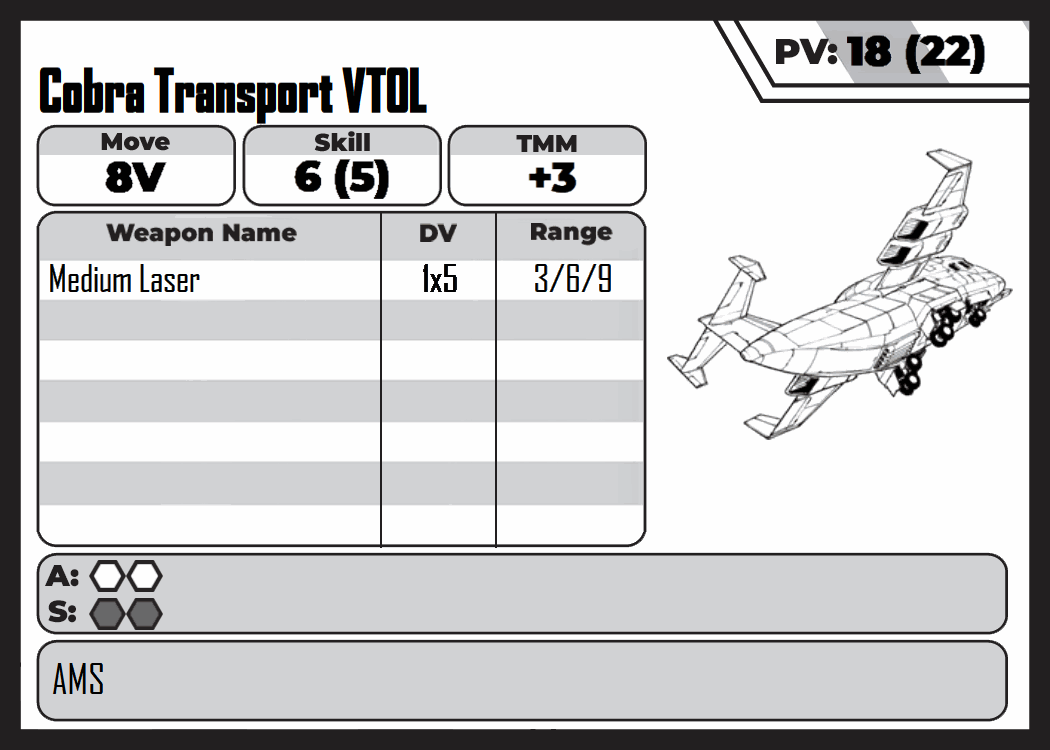 PV: 18 (22)
Cobra Transport VTOL
Move Skill TMM
8V 6 (5) +3
Weapon Name DV Range
Medium Laser 1x5 3/6/9
A:
S:
AMS